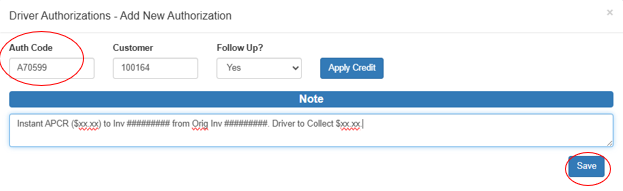 Driver Authorizations - Add New Authorization ×
Auth Code Customer Follow Up?
A70599 100164 Yes Apply Credit
Note
Instant APCR ($xx.xx) to Inv ######### from Orig Inv #########. Driver to Collect $xx.xx.
Save